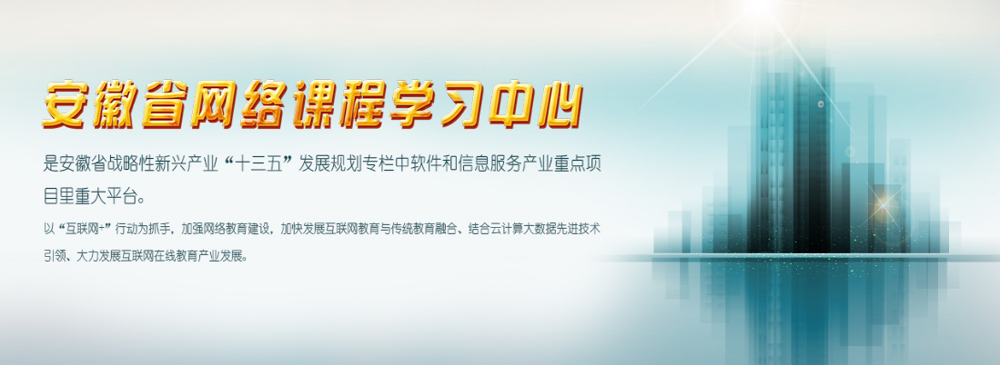 安徽省网络课程学习中心
是安徽省战略性新兴产业“十三五”发展规划专栏中软件和信息服务产业重点项
目里重大平台。
以“互联网+”行动为抓手，加强网络教育建设，加快发展互联网教育与传统教育融合、结合云计算大数据先进技术
引领、大力发展互联网在线教育产业发展。